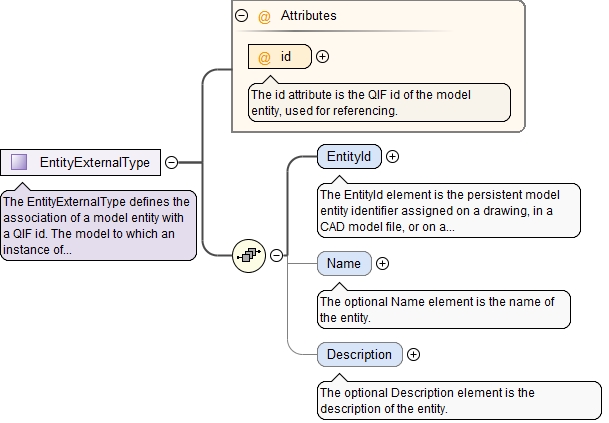 Attributes
@ id
The id attribute is the QIF id of the model
entity, used for referencing.
EntityExternalType
The EntityExternalType defines the
association of a model entity with
a QIF id. The model to which an
instance of...
EntityId
The EntityId element is the persistent model
entity identifier assigned on a drawing, in a
CAD model file, or on a...
Name
The optional Name element is the name of
the entity.
Description
The optional Description element is the
description of the entity.